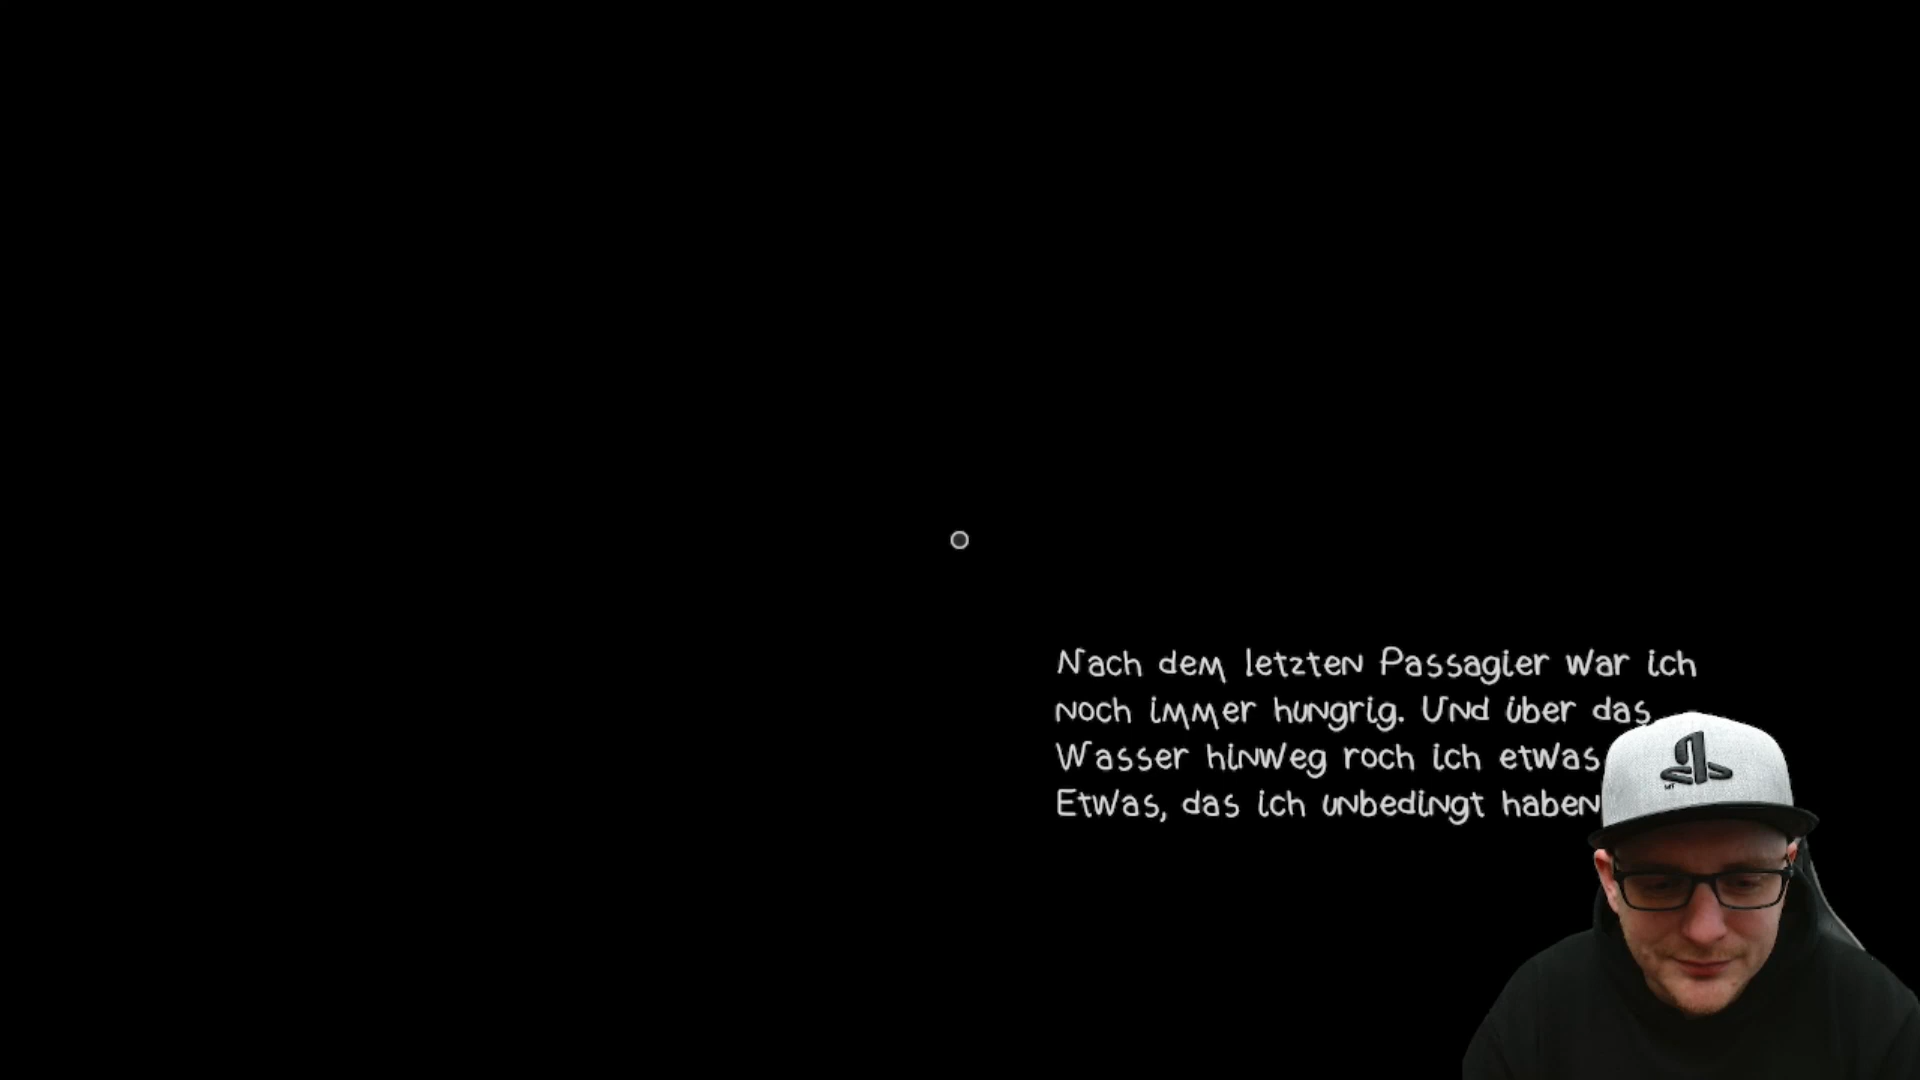 Nach dem letzten Passagier war ich
noch immer hungrig. Und über das
Wasser hinweg roch ich etwas
Etwas, das ich unbedingt haben